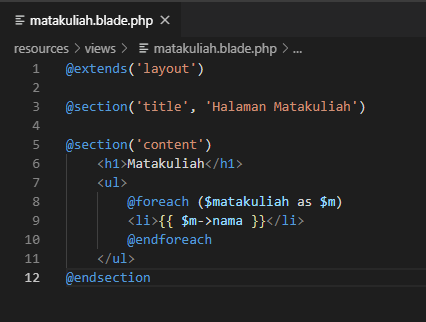 matakuliah.blade.php ×
resources > views > matakuliah.blade.php > ...
1 @extends('layout')
2
3 @section('title', 'Halaman Matakuliah')
4
5 @section('content')
6     <h1>Matakuliah</h1>
7     <ul>
8         @foreach ($matakuliah as $m)
9         <li>{{ $m->nama }}</li>
10         @endforeach
11     </ul>
12 @endsection